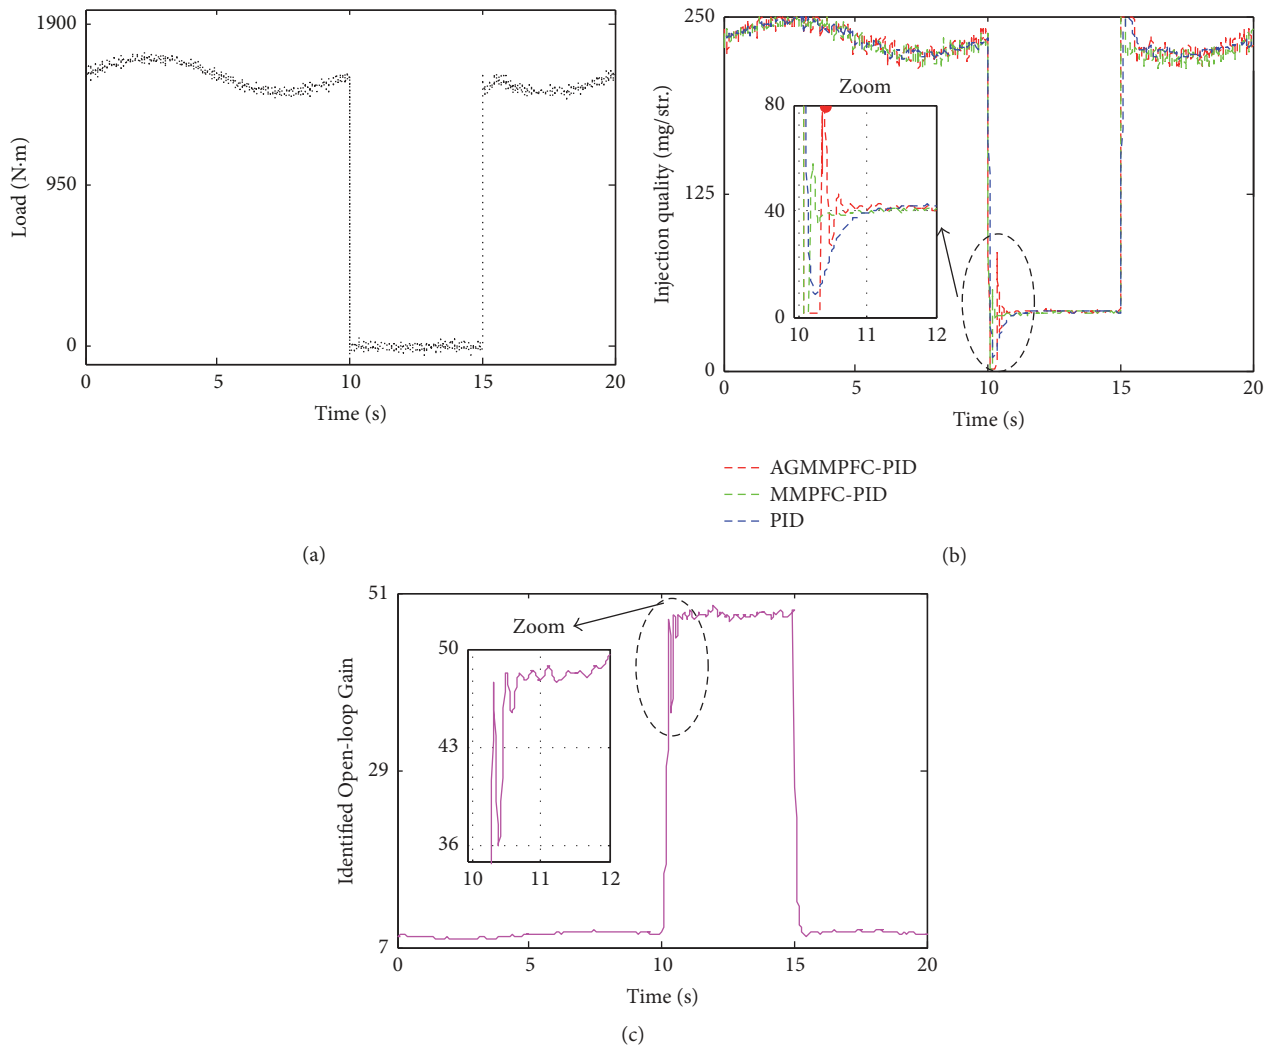 1900
950
0
Load (N·m)
0
5
10
15
20
Time (s)
(a)
250
125
0
Injection quality (mg/str.)
Zoom
80
40
0
10
11
12
0
5
10
15
20
Time (s)
AGMMPFC-PID
MMPFC-PID
PID
(b)
51
29
7
Identified Open-loop Gain
Zoom
50
43
36
10
11
12
0
5
10
15
20
Time (s)
(c)